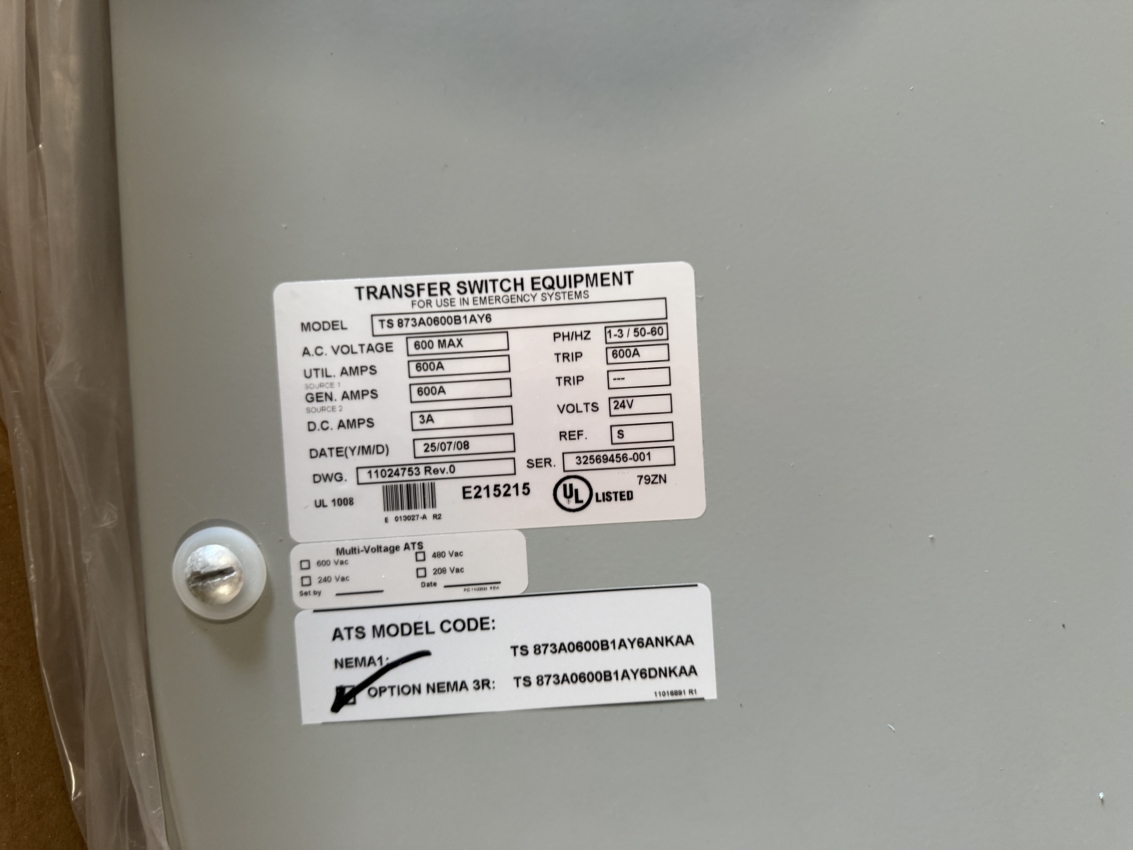 TRANSFER SWITCH EQUIPMENT
FOR USE IN EMERGENCY SYSTEMS
MODEL TS 873A0600B1AY6
A.C. VOLTAGE 600 MAX PH/HZ 1-3 / 50-60
UTIL. AMPS 600A TRIP 600A
SOURCE 1
GEN. AMPS 600A TRIP ---
SOURCE 2
D.C. AMPS 3A VOLTS 24V
DATE(Y/M/D) 25/07/08 REF. S
DWG. 11024753 Rev.0 SER. 32569456-001
UL 1008 E215215 UL LISTED 79ZN
E 013027-A R2
Multi-Voltage ATS
600 Vac 480 Vac
240 Vac 208 Vac
Set by Date
ATS MODEL CODE:
NEMA1: TS 873A0600B1AY6ANKAA
OPTION NEMA 3R: TS 873A0600B1AY6DNKAA
11016891 R1